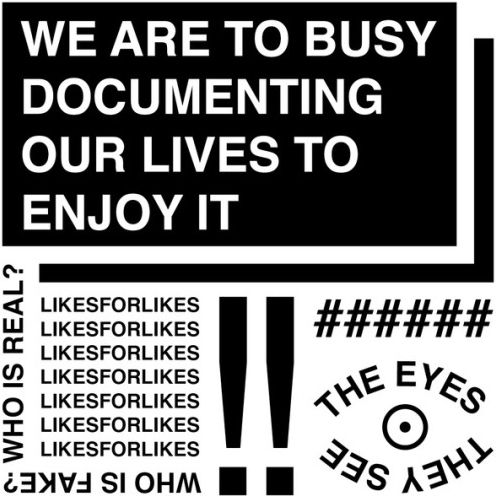 WE ARE TO BUSY
DOCUMENTING
OUR LIVES TO
ENJOY IT
WHO IS REAL?
LIKESFORLIKES
LIKESFORLIKES
LIKESFORLIKES
LIKESFORLIKES
LIKESFORLIKES
LIKESFORLIKES
LIKESFORLIKES
WHO IS FAKE?
!!
######
THE EYES
THEY SEE